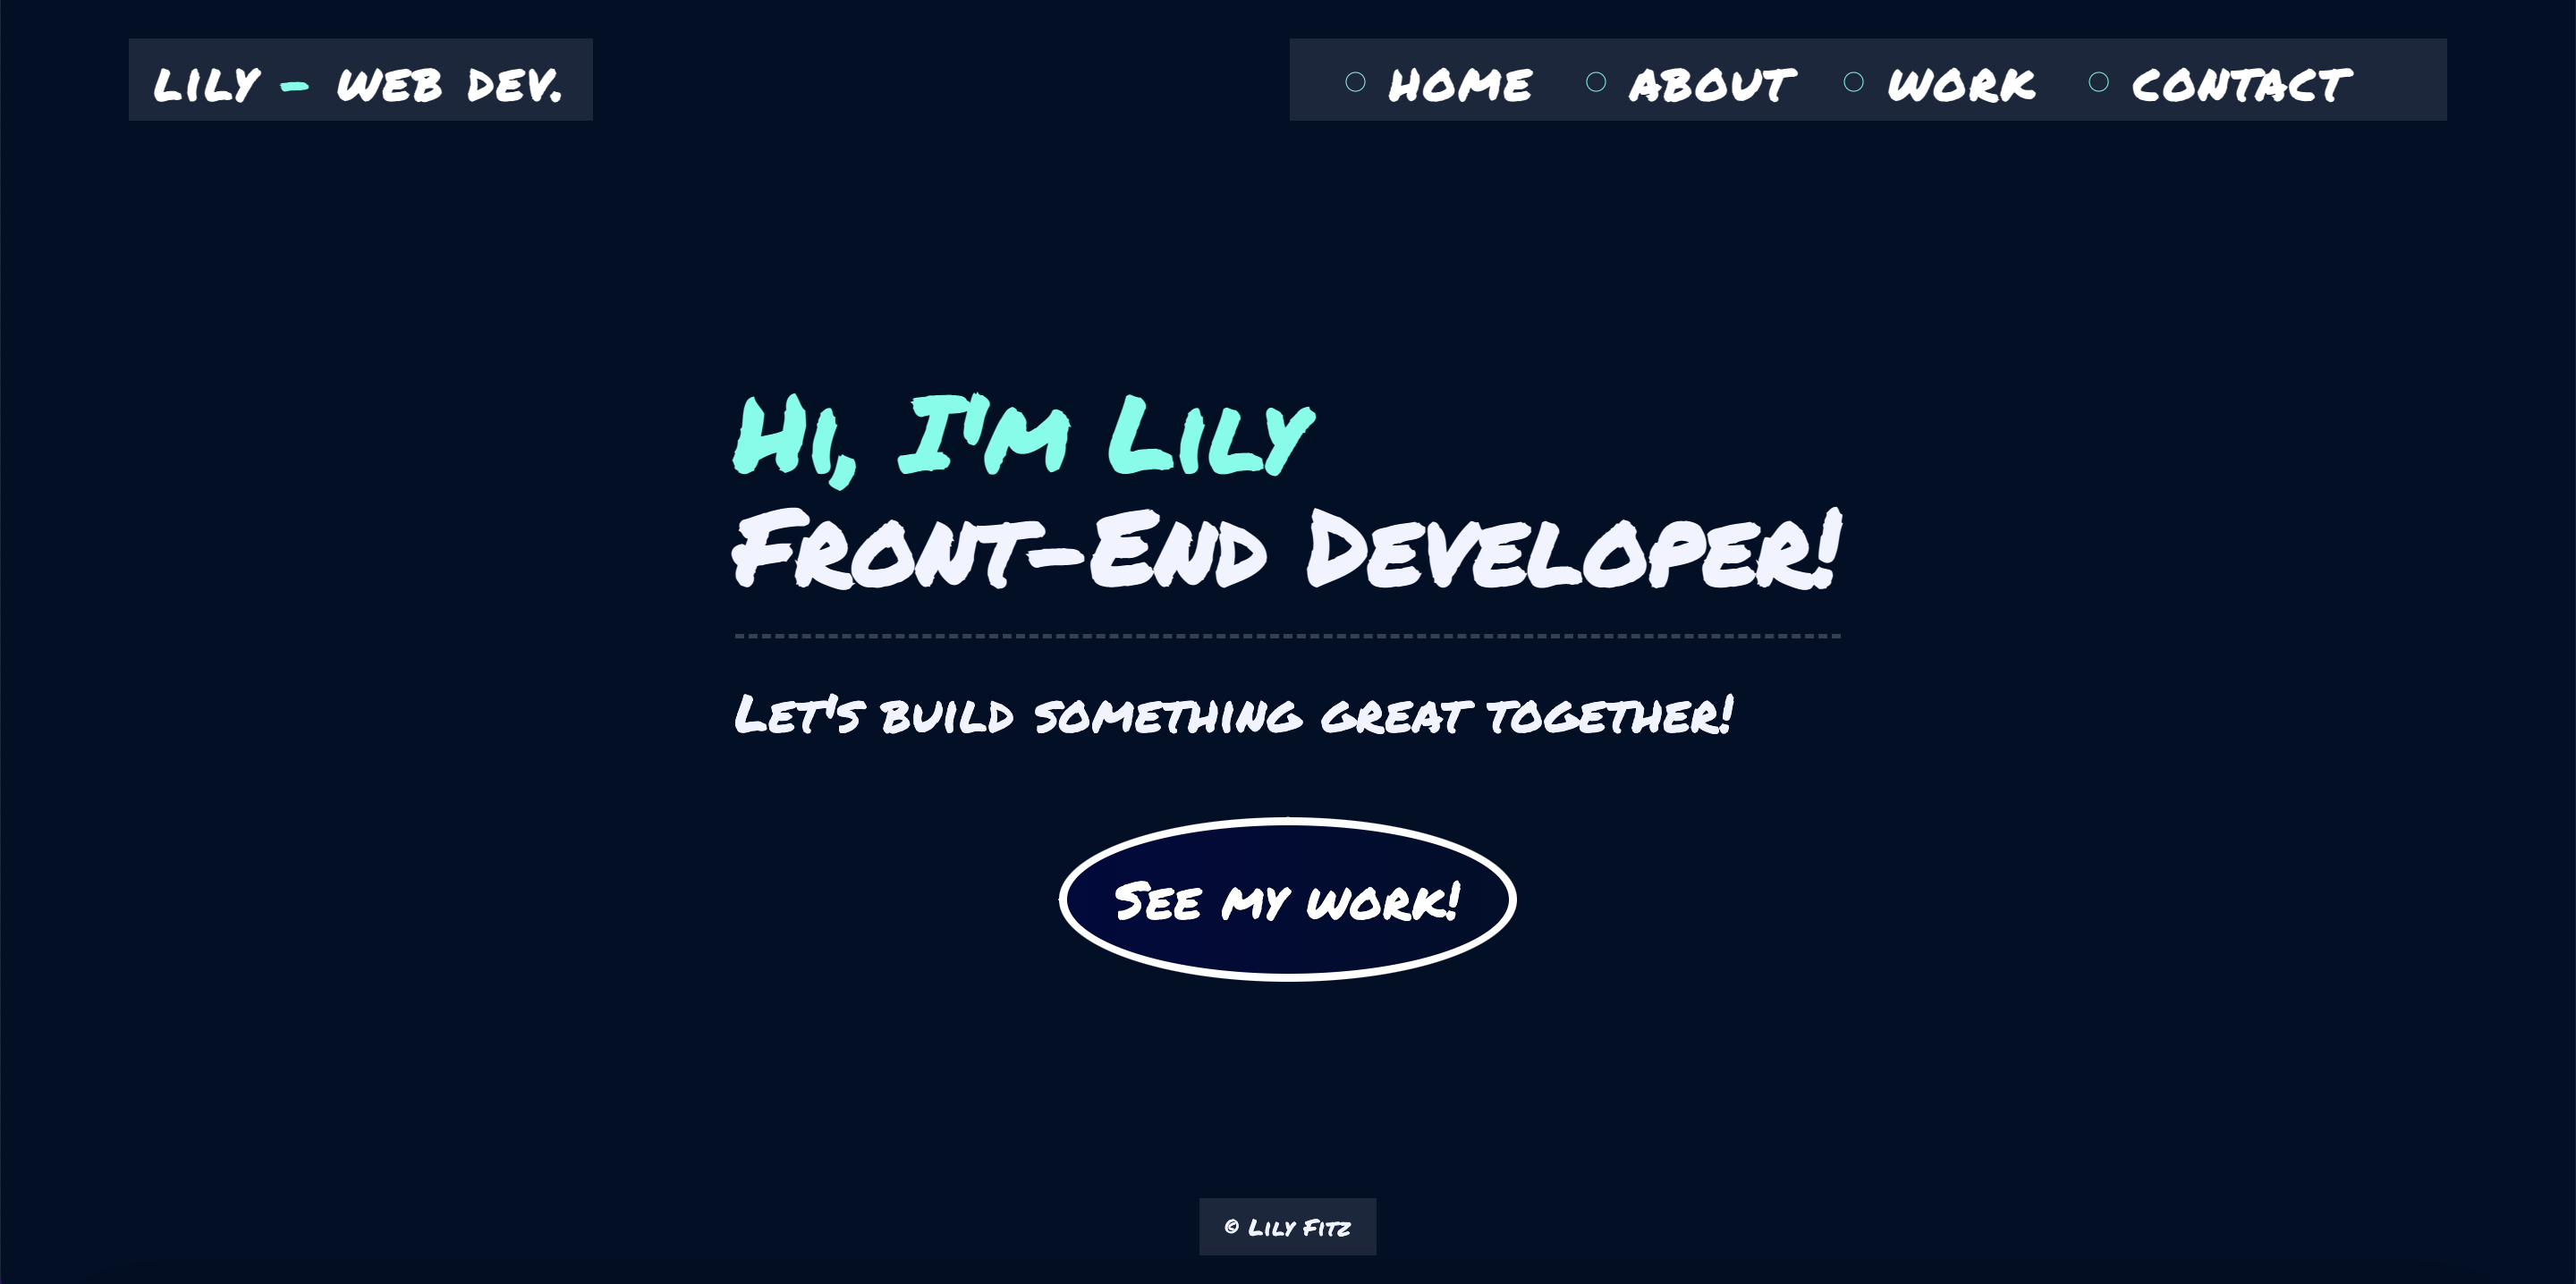 LILY - WEB DEV.
○ HOME ○ ABOUT ○ WORK ○ CONTACT
Hi, I'm Lily
Front-End Developer!
Let's build something great together!
See my work!
© Lily Fitz